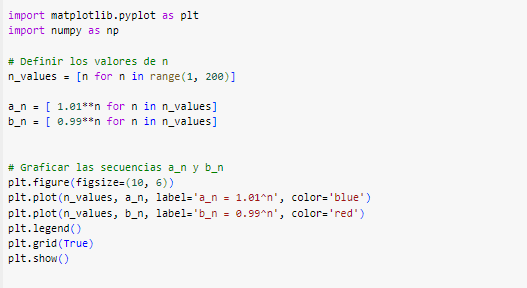 import matplotlib.pyplot as plt
import numpy as np
# Definir los valores de n
n_values = [n for n in range(1, 200)]
a_n = [ 1.01**n for n in n_values]
b_n = [ 0.99**n for n in n_values]
# Graficar las secuencias a_n y b_n
plt.figure(figsize=(10, 6))
plt.plot(n_values, a_n, label='a_n = 1.01^n', color='blue')
plt.plot(n_values, b_n, label='b_n = 0.99^n', color='red')
plt.legend()
plt.grid(True)
plt.show()